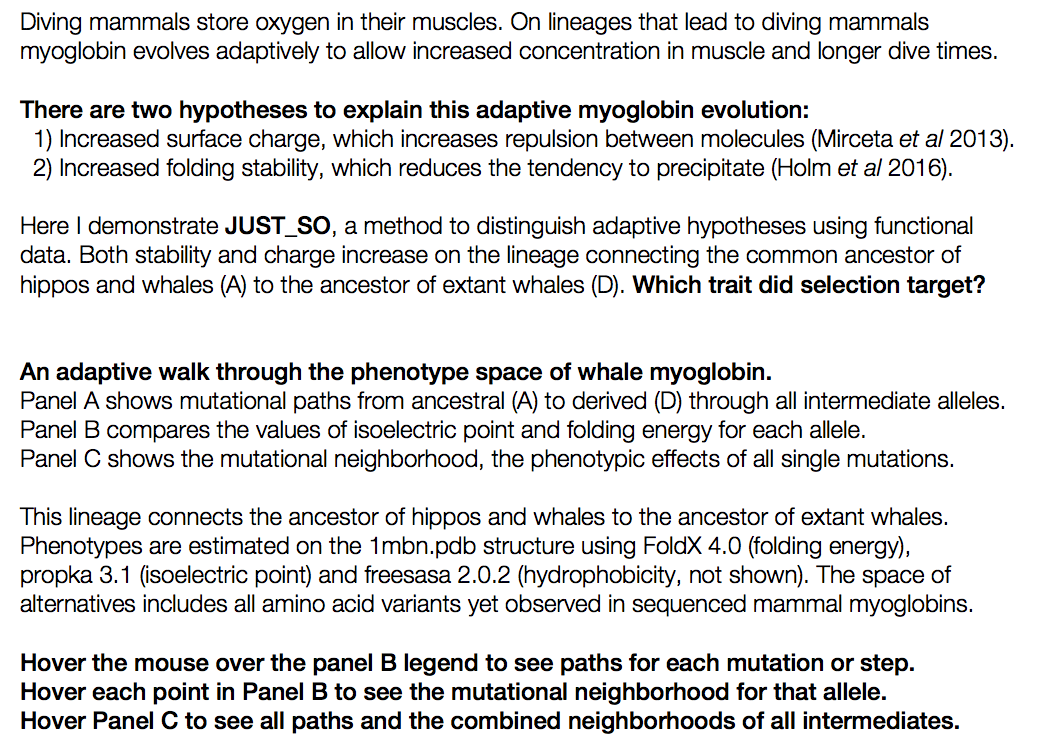 Diving mammals store oxygen in their muscles. On lineages that lead to diving mammals
myoglobin evolves adaptively to allow increased concentration in muscle and longer dive times.
There are two hypotheses to explain this adaptive myoglobin evolution:
1) Increased surface charge, which increases repulsion between molecules (Mirceta et al 2013).
2) Increased folding stability, which reduces the tendency to precipitate (Holm et al 2016).
Here I demonstrate JUST_SO, a method to distinguish adaptive hypotheses using functional
data. Both stability and charge increase on the lineage connecting the common ancestor of
hippos and whales (A) to the ancestor of extant whales (D). Which trait did selection target?
An adaptive walk through the phenotype space of whale myoglobin.
Panel A shows mutational paths from ancestral (A) to derived (D) through all intermediate alleles.
Panel B compares the values of isoelectric point and folding energy for each allele.
Panel C shows the mutational neighborhood, the phenotypic effects of all single mutations.
This lineage connects the ancestor of hippos and whales to the ancestor of extant whales.
Phenotypes are estimated on the 1mbn.pdb structure using FoldX 4.0 (folding energy),
propka 3.1 (isoelectric point) and freesasa 2.0.2 (hydrophobicity, not shown). The space of
alternatives includes all amino acid variants yet observed in sequenced mammal myoglobins.
Hover the mouse over the panel B legend to see paths for each mutation or step.
Hover each point in Panel B to see the mutational neighborhood for that allele.
Hover Panel C to see all paths and the combined neighborhoods of all intermediates.